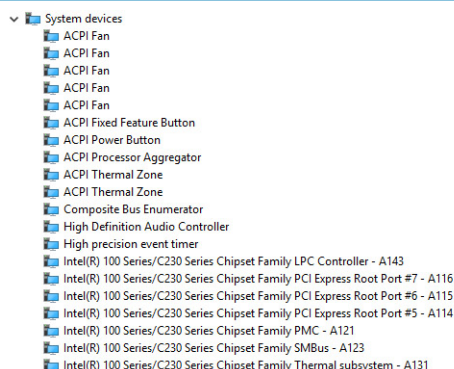 System devices
ACPI Fan
ACPI Fan
ACPI Fan
ACPI Fan
ACPI Fan
ACPI Fixed Feature Button
ACPI Power Button
ACPI Processor Aggregator
ACPI Thermal Zone
ACPI Thermal Zone
Composite Bus Enumerator
High Definition Audio Controller
High precision event timer
Intel(R) 100 Series/C230 Series Chipset Family LPC Controller - A143
Intel(R) 100 Series/C230 Series Chipset Family PCI Express Root Port #7 - A116
Intel(R) 100 Series/C230 Series Chipset Family PCI Express Root Port #6 - A115
Intel(R) 100 Series/C230 Series Chipset Family PCI Express Root Port #5 - A114
Intel(R) 100 Series/C230 Series Chipset Family PMC - A121
Intel(R) 100 Series/C230 Series Chipset Family SMBus - A123
Intel(R) 100 Series/C230 Series Chipset Family Thermal subsystem - A131